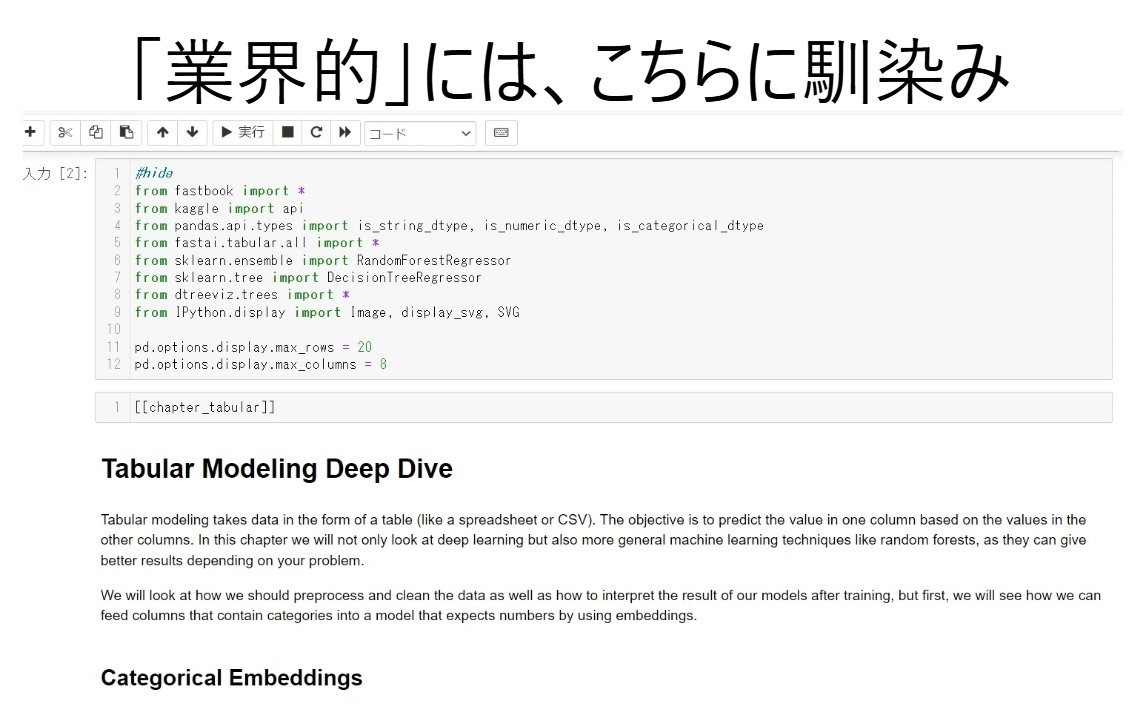 「業界的」には、こちらに馴染み
実行 コード
入力 [2]:
1 #hide
2 from fastbook import *
3 from kaggle import api
4 from pandas.api.types import is_string_dtype, is_numeric_dtype, is_categorical_dtype
5 from fastai.tabular.all import *
6 from sklearn.ensemble import RandomForestRegressor
7 from sklearn.tree import DecisionTreeRegressor
8 from dtreeviz.trees import *
9 from IPython.display import Image, display_svg, SVG
10
11 pd.options.display.max_rows = 20
12 pd.options.display.max_columns = 8
1 [[chapter_tabular]]
Tabular Modeling Deep Dive
Tabular modeling takes data in the form of a table (like a spreadsheet or CSV). The objective is to predict the value in one column based on the values in the
other columns. In this chapter we will not only look at deep learning but also more general machine learning techniques like random forests, as they can give
better results depending on your problem.
We will look at how we should preprocess and clean the data as well as how to interpret the result of our models after training, but first, we will see how we can
feed columns that contain categories into a model that expects numbers by using embeddings.
Categorical Embeddings